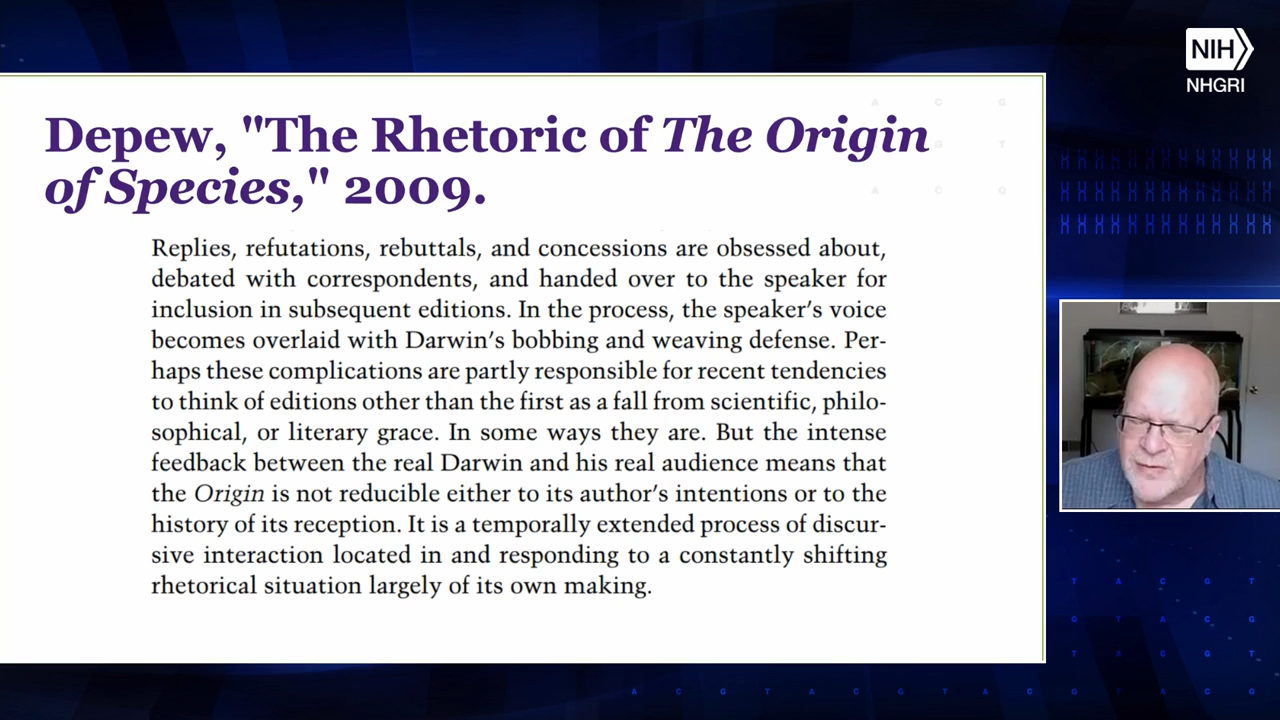 NIH
NHGRI
Depew, "The Rhetoric of The Origin
of Species," 2009.
Replies, refutations, rebuttals, and concessions are obsessed about,
debated with correspondents, and handed over to the speaker for
inclusion in subsequent editions. In the process, the speaker's voice
becomes overlaid with Darwin's bobbing and weaving defense. Per-
haps these complications are partly responsible for recent tendencies
to think of editions other than the first as a fall from scientific, philo-
sophical, or literary grace. In some ways they are. But the intense
feedback between the real Darwin and his real audience means that
the Origin is not reducible either to its author's intentions or to the
history of its reception. It is a temporally extended process of discur-
sive interaction located in and responding to a constantly shifting
rhetorical situation largely of its own making.
A C G
G T
A C G
T A C G T
G T A C G
T A C G T
A C G T A C G T A C G T A C G